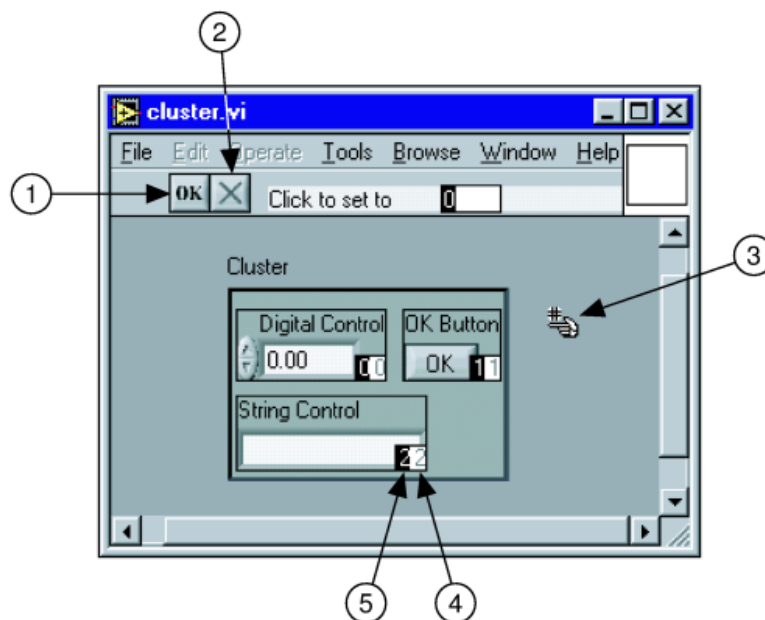 2
cluster.vi
File Edit Operate Tools Browse Window Help
1
OK Click to set to 0
3
Cluster
Digital Control OK Button
0.00 0 0 OK 1 1
String Control
2 2
5 4